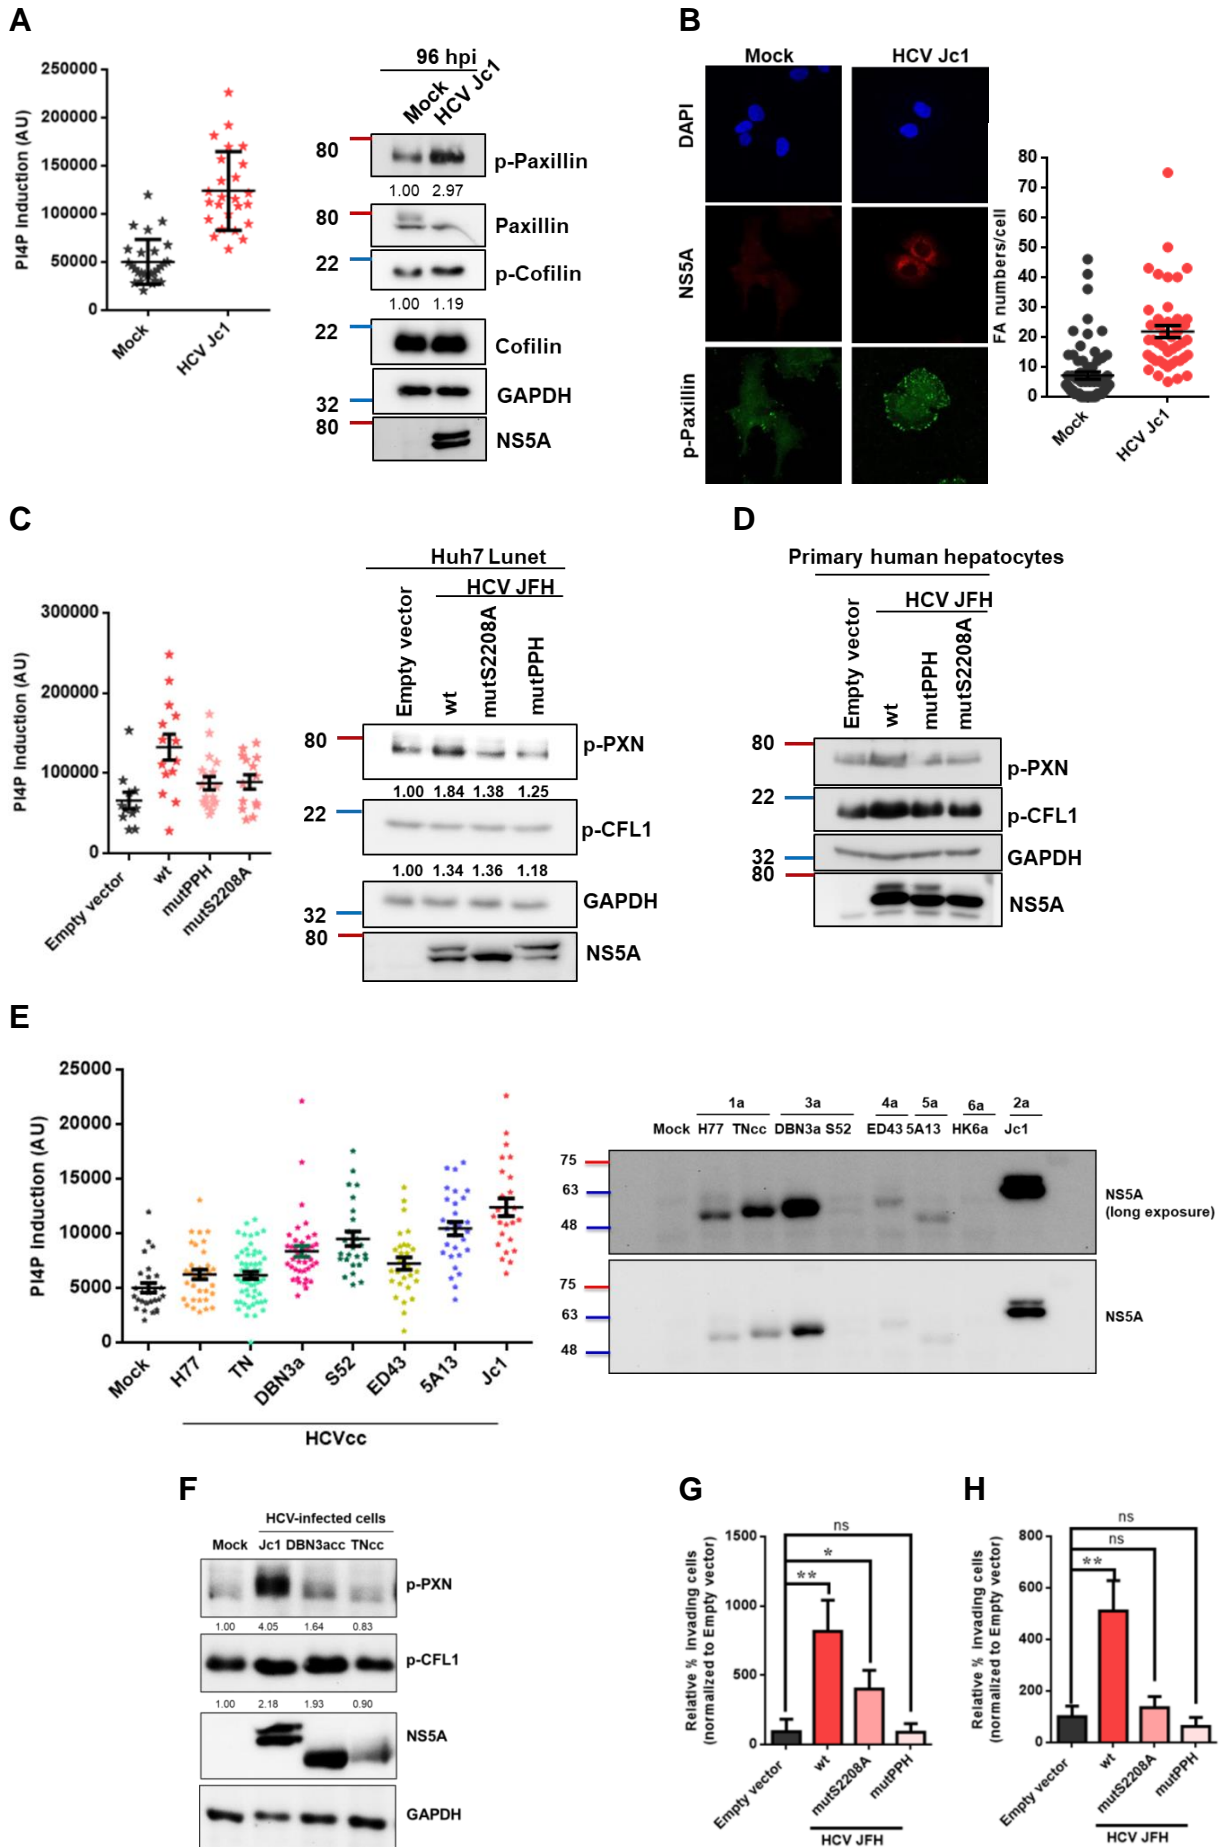 A
PI4P Induction (AU)
250000
200000
150000
100000
50000
0
Mock
HCV Jc1
96 hpi
Mock
HCV Jc1
80
p-Paxillin
1.00 2.97
80
Paxillin
22
p-Cofilin
1.00 1.19
22
Cofilin
GAPDH
32
80
NS5A
B
Mock
HCV Jc1
DAPI
NS5A
p-Paxillin
FA numbers/cell
80
70
60
50
40
30
20
10
0
Mock
HCV Jc1
C
PI4P Induction (AU)
300000
200000
100000
0
Empty vector
wt
mutPPH
mutS2208A
Huh7 Lunet
HCV JFH
Empty vector
wt
mutS2208A
mutPPH
80
p-PXN
1.00 1.84 1.38 1.25
22
p-CFL1
1.00 1.34 1.36 1.18
GAPDH
32
80
NS5A
D
Primary human hepatocytes
HCV JFH
Empty vector
wt
mutPPH
mutS2208A
80
p-PXN
22
p-CFL1
GAPDH
32
80
NS5A
E
PI4P Induction (AU)
25000
20000
15000
10000
5000
0
Mock
H77
TN
DBN3a
S52
ED43
5A13
Jc1
HCVcc
1a 3a 4a 5a 6a 2a
Mock H77 TNcc DBN3a S52 ED43 5A13 HK6a Jc1
75
63
48
NS5A
(long exposure)
75
63
48
NS5A
F
HCV-infected cells
Mock Jc1 DBN3acc TNcc
p-PXN
1.00 4.05 1.64 0.83
p-CFL1
1.00 2.18 1.93 0.90
NS5A
GAPDH
G
Relative % invading cells
(normalized to Empty vector)
1500
1000
500
0
ns
*
**
Empty vector
wt
mutS2208A
mutPPH
HCV JFH
H
Relative % invading cells
(normalized to Empty vector)
800
600
400
200
0
ns
ns
**
Empty vector
wt
mutS2208A
mutPPH
HCV JFH